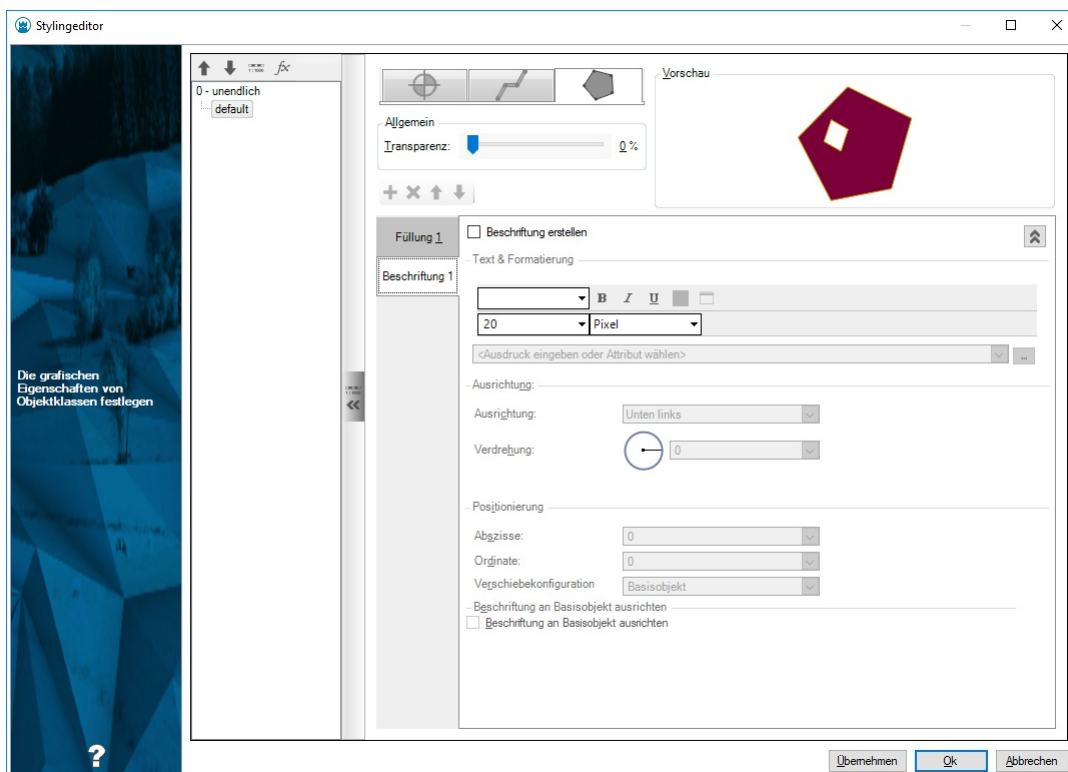 Stylingeditor
fx
0 - unendlich
default
Vorschau
Allgemein
Transparenz:
0 %
Füllung 1
Beschriftung 1
Beschriftung erstellen
Text & Formatierung
B I U
20
Pixel
<Ausdruck eingeben oder Attribut wählen>
...
Ausrichtung:
Ausrichtung:
Unten links
Verdrehung:
0
Positionierung
Abszisse:
0
Ordinate:
0
Verschiebekonfiguration
Basisobjekt
Beschriftung an Basisobjekt ausrichten
Beschriftung an Basisobjekt ausrichten
Die grafischen
Eigenschaften von
Objektklassen festlegen
?
Übernehmen
Ok
Abbrechen